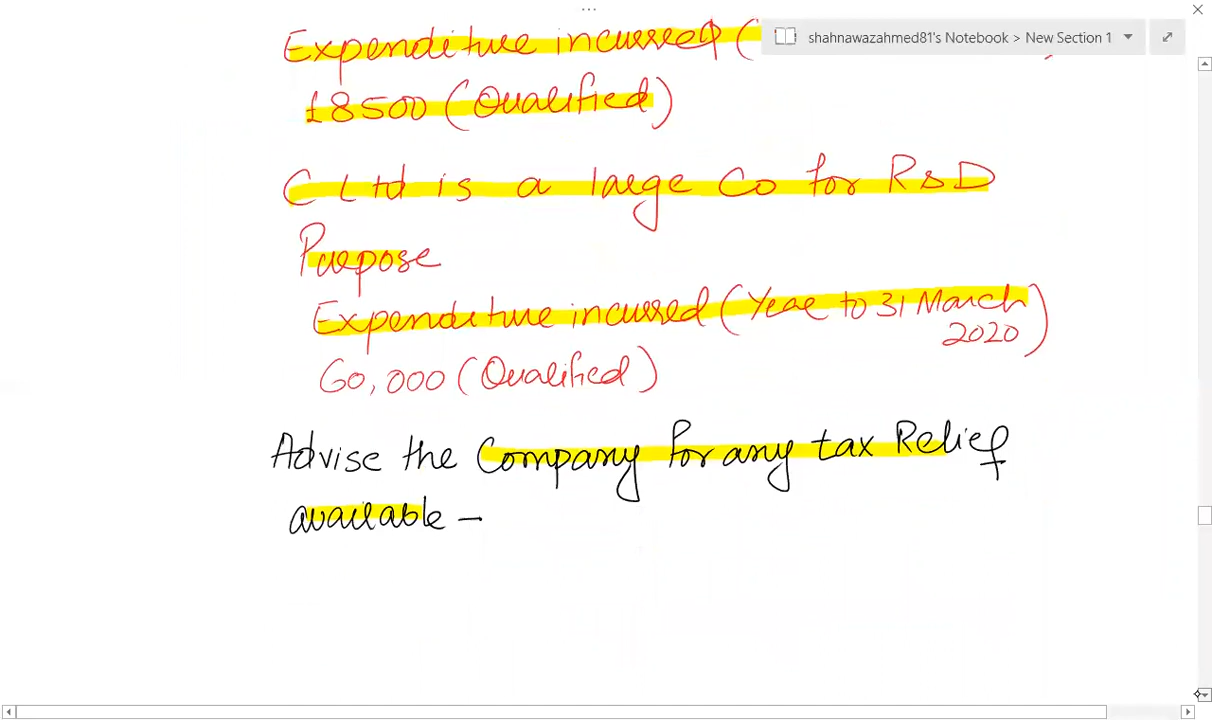 Expenditure incurred (
shahnawazahmed81's Notebook > New Section 1
£8500 (Qualified)
C Ltd is a large Co for R&D
Purpose
Expenditure incurred (Year to 31 March
2020)
60,000 (Qualified)
Advise the Company for any tax Relief
available -